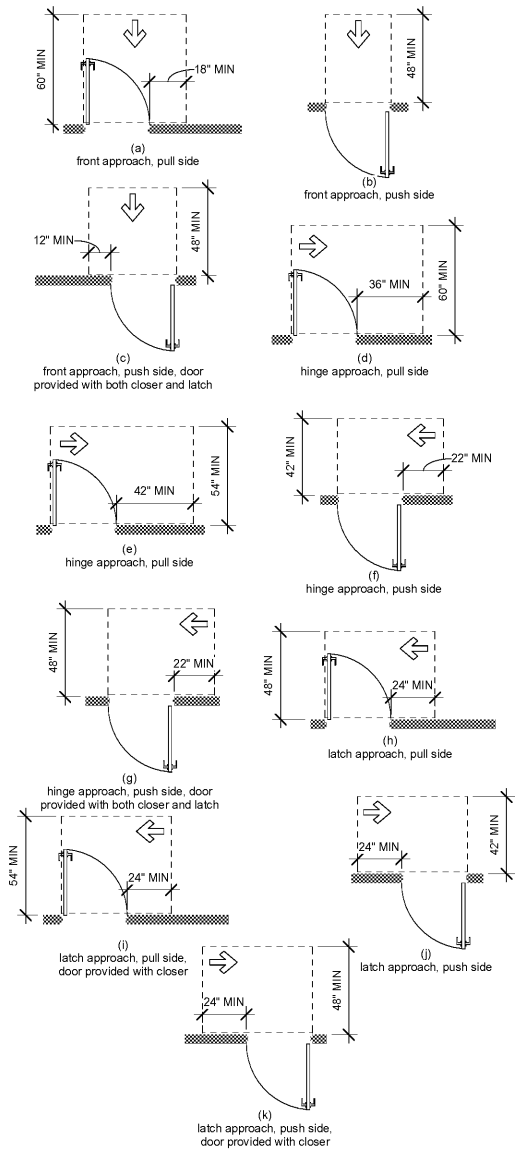 60" MIN
18" MIN
(a)
front approach, pull side
48" MIN
(b)
front approach, push side
12" MIN
48" MIN
(c)
front approach, push side, door
provided with both closer and latch
36" MIN
60" MIN
(d)
hinge approach, pull side
42" MIN
54" MIN
(e)
hinge approach, pull side
42" MIN
22" MIN
(f)
hinge approach, push side
48" MIN
22" MIN
(g)
hinge approach, push side, door
provided with both closer and latch
48" MIN
24" MIN
(h)
latch approach, pull side
54" MIN
24" MIN
(i)
latch approach, pull side,
door provided with closer
24" MIN
42" MIN
(j)
latch approach, push side
24" MIN
48" MIN
(k)
latch approach, push side,
door provided with closer